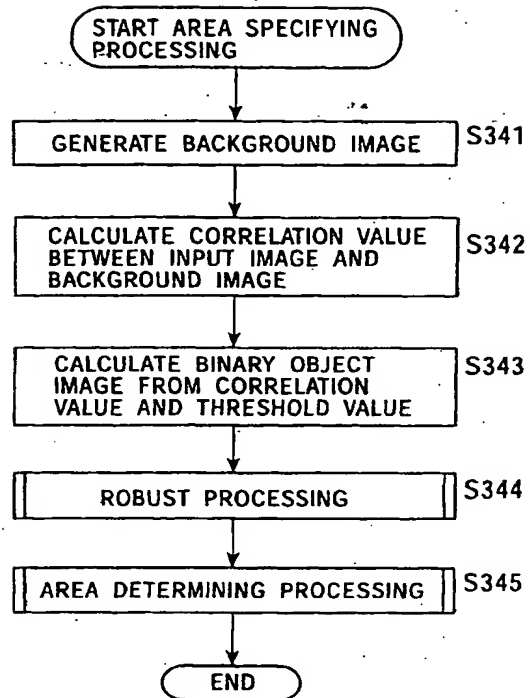 START AREA SPECIFYING
PROCESSING
GENERATE BACKGROUND IMAGE
S341
CALCULATE CORRELATION VALUE
BETWEEN INPUT IMAGE AND
BACKGROUND IMAGE
S342
CALCULATE BINARY OBJECT
IMAGE FROM CORRELATION
VALUE AND THRESHOLD VALUE
S343
ROBUST PROCESSING
S344
AREA DETERMINING PROCESSING
S345
END